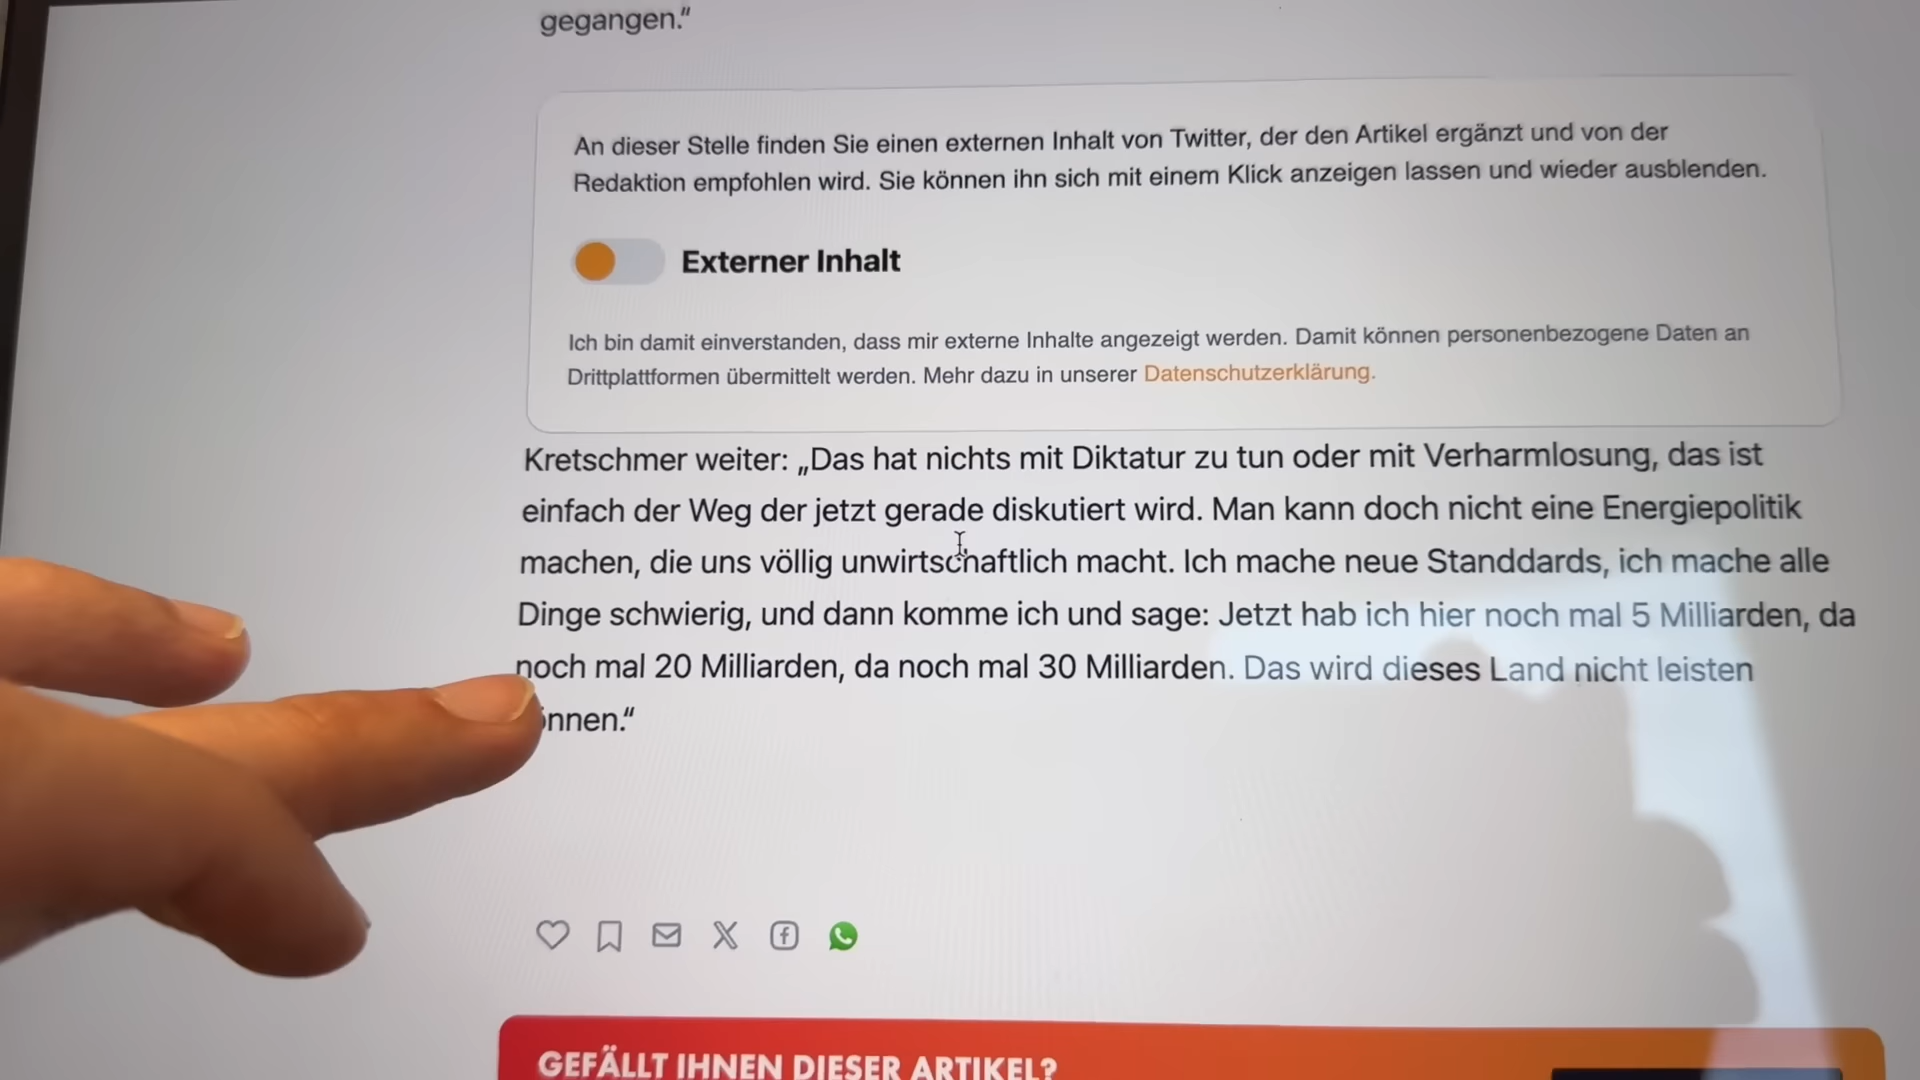 gegangen.“
An dieser Stelle finden Sie einen externen Inhalt von Twitter, der den Artikel ergänzt und von der
Redaktion empfohlen wird. Sie können ihn sich mit einem Klick anzeigen lassen und wieder ausblenden.
Externer Inhalt
Ich bin damit einverstanden, dass mir externe Inhalte angezeigt werden. Damit können personenbezogene Daten an
Drittplattformen übermittelt werden. Mehr dazu in unserer Datenschutzerklärung.
Kretschmer weiter: „Das hat nichts mit Diktatur zu tun oder mit Verharmlosung, das ist
einfach der Weg der jetzt gerade diskutiert wird. Man kann doch nicht eine Energiepolitik
machen, die uns völlig unwirtschaftlich macht. Ich mache neue Standdards, ich mache alle
Dinge schwierig, und dann komme ich und sage: Jetzt hab ich hier noch mal 5 Milliarden, da
noch mal 20 Milliarden, da noch mal 30 Milliarden. Das wird dieses Land nicht leisten
önnen.“
GEFÄLLT IHNEN DIESER ARTIKEL?